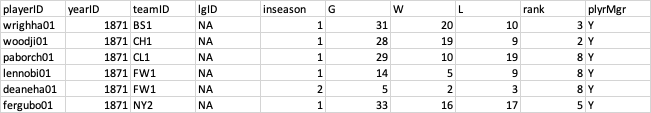 playerID yearID teamID lgID inseason G W L rank plyrMgr
wrighha01 1871 BS1 NA 1 31 20 10 3 Y
woodji01 1871 CH1 NA 1 28 19 9 2 Y
paborch01 1871 CL1 NA 1 29 10 19 8 Y
lennobi01 1871 FW1 NA 1 14 5 9 8 Y
deaneha01 1871 FW1 NA 2 5 2 3 8 Y
fergubo01 1871 NY2 NA 1 33 16 17 5 Y